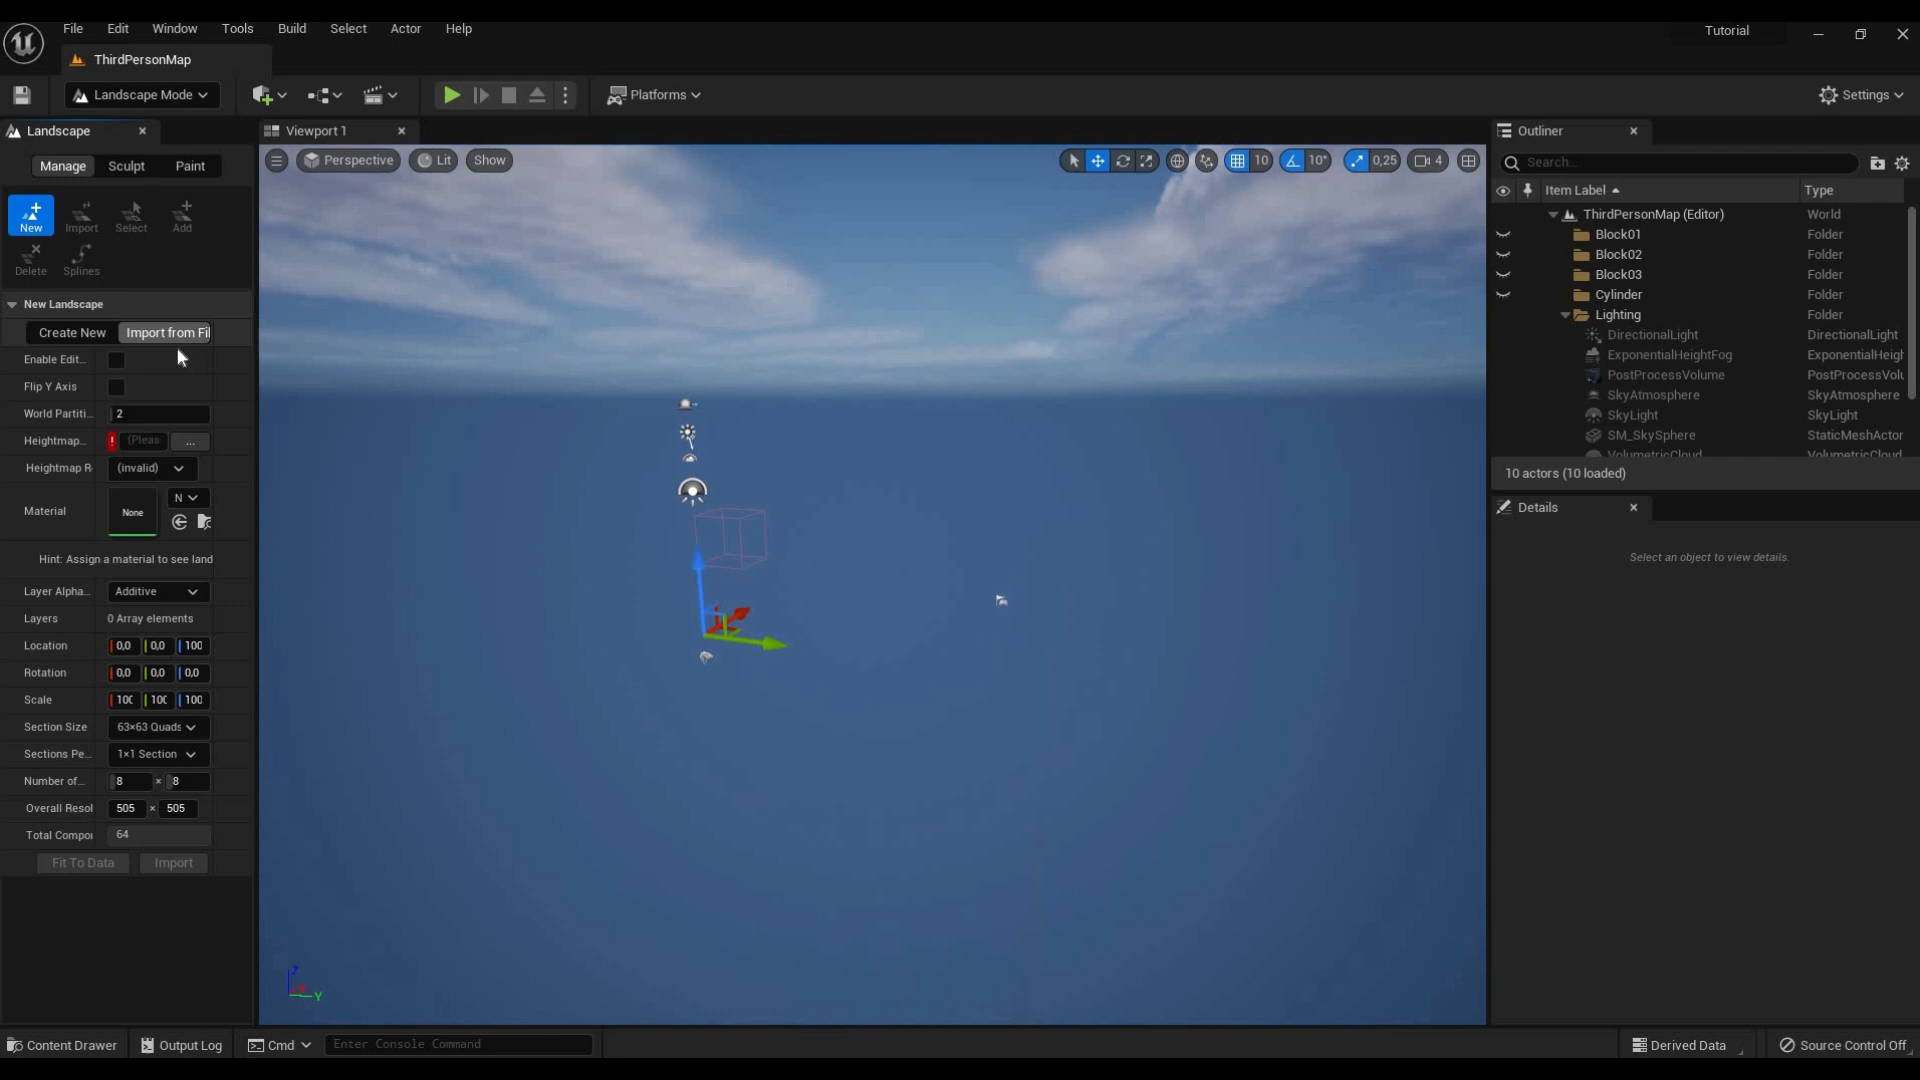 File Edit Window Tools Build Select Actor Help
Tutorial
ThirdPersonMap
Landscape Mode
Platforms
Settings
Landscape
Viewport 1
Outliner
Manage Sculpt Paint
Perspective Lit Show
10 10° 0,25 4
Search...
Item Label Type
New Import Select Add
Delete Splines
ThirdPersonMap (Editor) World
Block01 Folder
Block02 Folder
Block03 Folder
Cylinder Folder
Lighting Folder
DirectionalLight DirectionalLight
ExponentialHeightFog ExponentialHeigh
PostProcessVolume PostProcessVolu
SkyAtmosphere SkyAtmosphere
SkyLight SkyLight
SM_SkySphere StaticMeshActor
VolumetricCloud VolumetricCloud
10 actors (10 loaded)
Details
Select an object to view details.
New Landscape
Create New Import from Fil
Enable Edit...
Flip Y Axis
World Partiti... 2
Heightmap... ! (Pleas ...
Heightmap R (invalid)
Material None N
Hint: Assign a material to see land
Layer Alpha... Additive
Layers 0 Array elements
Location 0,0 0,0 100
Rotation 0,0 0,0 0,0
Scale 100 100 100
Section Size 63×63 Quads
Sections Pe... 1×1 Section
Number of... 8 × 8
Overall Resol 505 × 505
Total Compor 64
Fit To Data Import
Z
X
Y
Content Drawer Output Log Cmd Enter Console Command
Derived Data Source Control Off